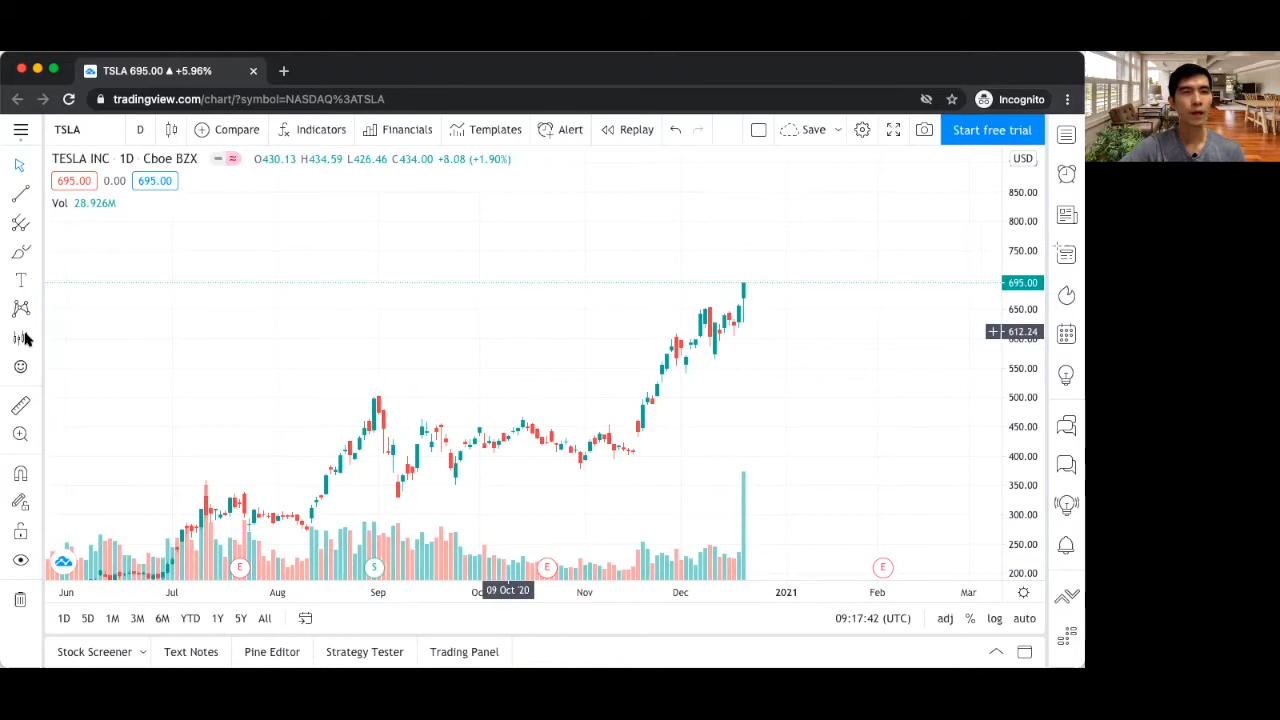 TSLA 695.00 ▲ +5.96%
tradingview.com/chart/?symbol=NASDAQ%3ATSLA
Incognito
TSLA D Compare Indicators Financials Templates Alert Replay Save Start free trial
TESLA INC · 1D · Cboe BZX O430.13 H434.59 L426.46 C434.00 +8.08 (+1.90%) USD
695.00 0.00 695.00
Vol 28.926M
850.00
800.00
750.00
695.00
650.00
612.24
550.00
500.00
450.00
400.00
350.00
300.00
250.00
200.00
E S E E
Jun Jul Aug Sep 09 Oct '20 Nov Dec 2021 Feb Mar
1D 5D 1M 3M 6M YTD 1Y 5Y All 09:17:42 (UTC) adj % log auto
Stock Screener Text Notes Pine Editor Strategy Tester Trading Panel